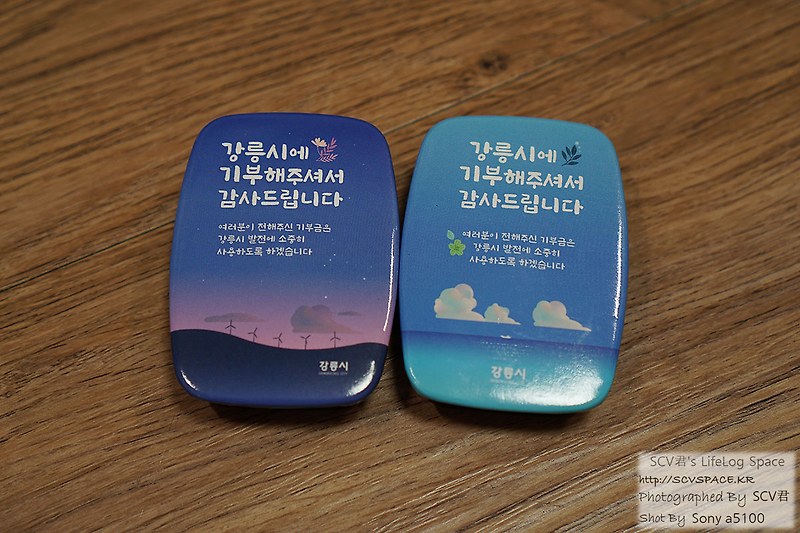 강릉시에
기부해주셔서
감사드립니다
여러분이 전해주신 기부금은
강릉시 발전에 소중히
사용하도록 하겠습니다
강릉시
강릉시에
기부해주셔서
감사드립니다
여러분이 전해주신 기부금은
강릉시 발전에 소중히
사용하도록 하겠습니다
강릉시
SCV君's LifeLog Space
http://SCVSPACE.KR
Photographed By SCV君
Shot By Sony a5100